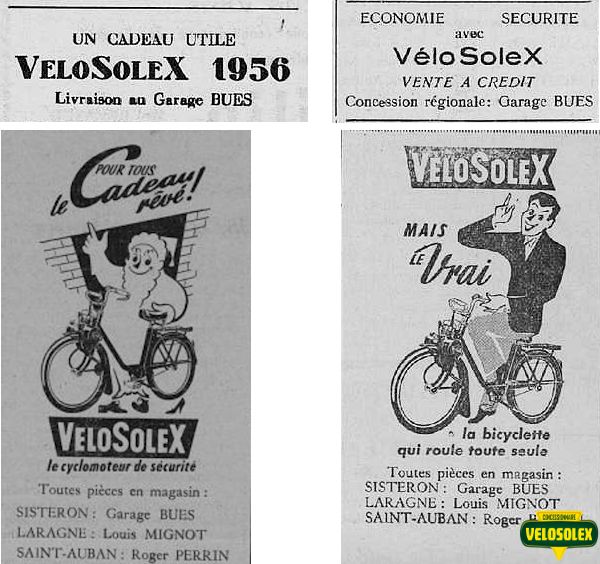 UN CADEAU UTILE
VELOSOLEX 1956
Livraison au Garage BUES
ECONOMIE SECURITE
avec
VéloSoleX
VENTE A CREDIT
Concession régionale: Garage BUES
POUR TOUS
le Cadeau
rêvé!
VELOSOLEX
le cyclomoteur de sécurité
Toutes pièces en magasin :
SISTERON : Garage BUES
LARAGNE : Louis MIGNOT
SAINT-AUBAN : Roger PERRIN
VÉLOSOLEX
MAIS
LE
Vrai
la bicyclette
qui roule toute seule
Toutes pièces en magasin :
SISTERON : Garage BUES
LARAGNE : Louis MIGNOT
SAINT-AUBAN : Roger
CONCESSIONNAIRE
VELOSOLEX